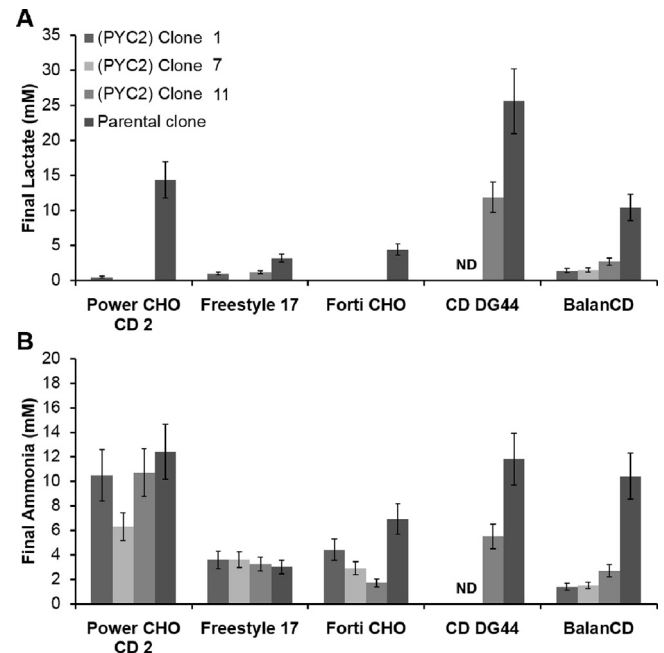 A
Final Lactate (mM)
35
30
25
20
15
10
5
0
(PYC2) Clone 1
(PYC2) Clone 7
(PYC2) Clone 11
Parental clone
ND
Power CHO CD 2
Freestyle 17
Forti CHO
CD DG44
BalanCD
B
Final Ammonia (mM)
20
18
16
14
12
10
8
6
4
2
0
ND
Power CHO CD 2
Freestyle 17
Forti CHO
CD DG44
BalanCD